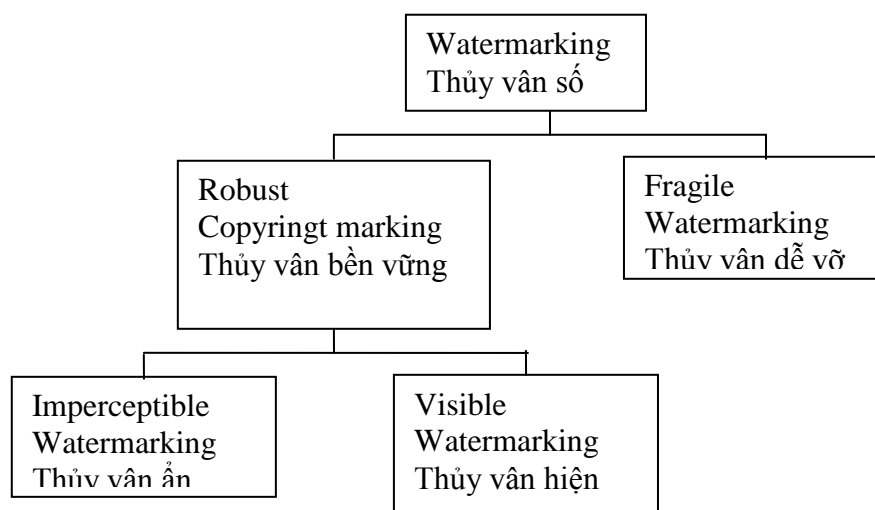 Watermarking
Thủy vân số
Robust
Copyringt marking
Thủy vân bền vững
Fragile
Watermarking
Thủy vân dễ vỡ
Imperceptible
Watermarking
Thủy vân ẩn
Visible
Watermarking
Thủy vân hiện